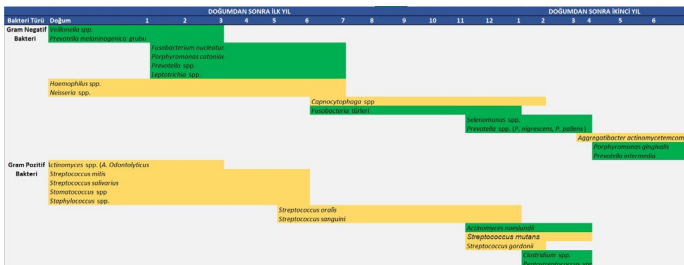 DOĞUMDAN SONRA İLK YIL DOĞUMDAN SONRA İKİNCİ YIL
Bakteri Türü Doğum 1 2 3 4 5 6 7 8 9 10 11 12 1 2 3 4 5 6
Gram Negatif Veillonella spp.
Bakteri Prevotella melaninogenica grubu
Fusobacterium nucleatur
Porphyromonas catoniae
Prevotella spp.
Leptotrichia spp.
Haemophilus spp.
Neisseria spp.
Capnocytophaga spp
Fusobacteria türleri
Selenomonas spp.
Prevotella spp. (P. nigrescens, P. pallens)
Aggregatibacter actinomycetemcom
Porphyromonas gingivalis
Prevotella intermedia
Gram Pozitif Actinomyces spp. (A. Odontolyticus
Bakteri Streptococcus mitis
Streptococcus salivarius
Stomatococcus spp
Staphylococcus spp.
Streptococcus oralis
Streptococcus sanguini
Actinomyces naeslundii
Streptococcus mutans
Streptococcus gordonii
Clostridium spp.